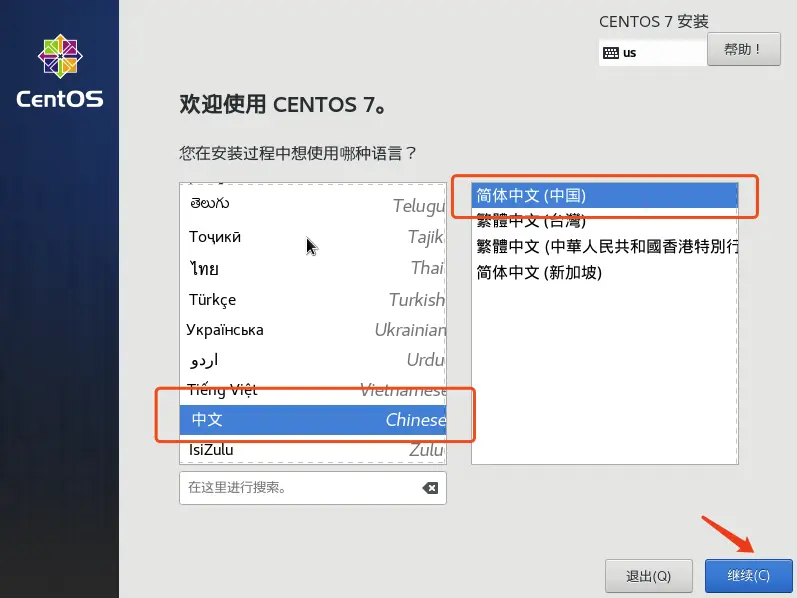 CENTOS 7 安装
us
帮助！
CentOS
欢迎使用 CENTOS 7。
您在安装过程中想使用哪种语言？
తెలుగు Telugu
Тоҷикӣ Tajik
ไทย Thai
Türkçe Turkish
Українська Ukrainian
اردو Urdu
Tiếng Việt Vietnamese
中文 Chinese
IsiZulu Zulu
简体中文 (中国)
繁體中文 (台灣)
繁體中文 (中華人民共和國香港特別行
简体中文 (新加坡)
在这里进行搜索。
退出(Q)
继续(C)